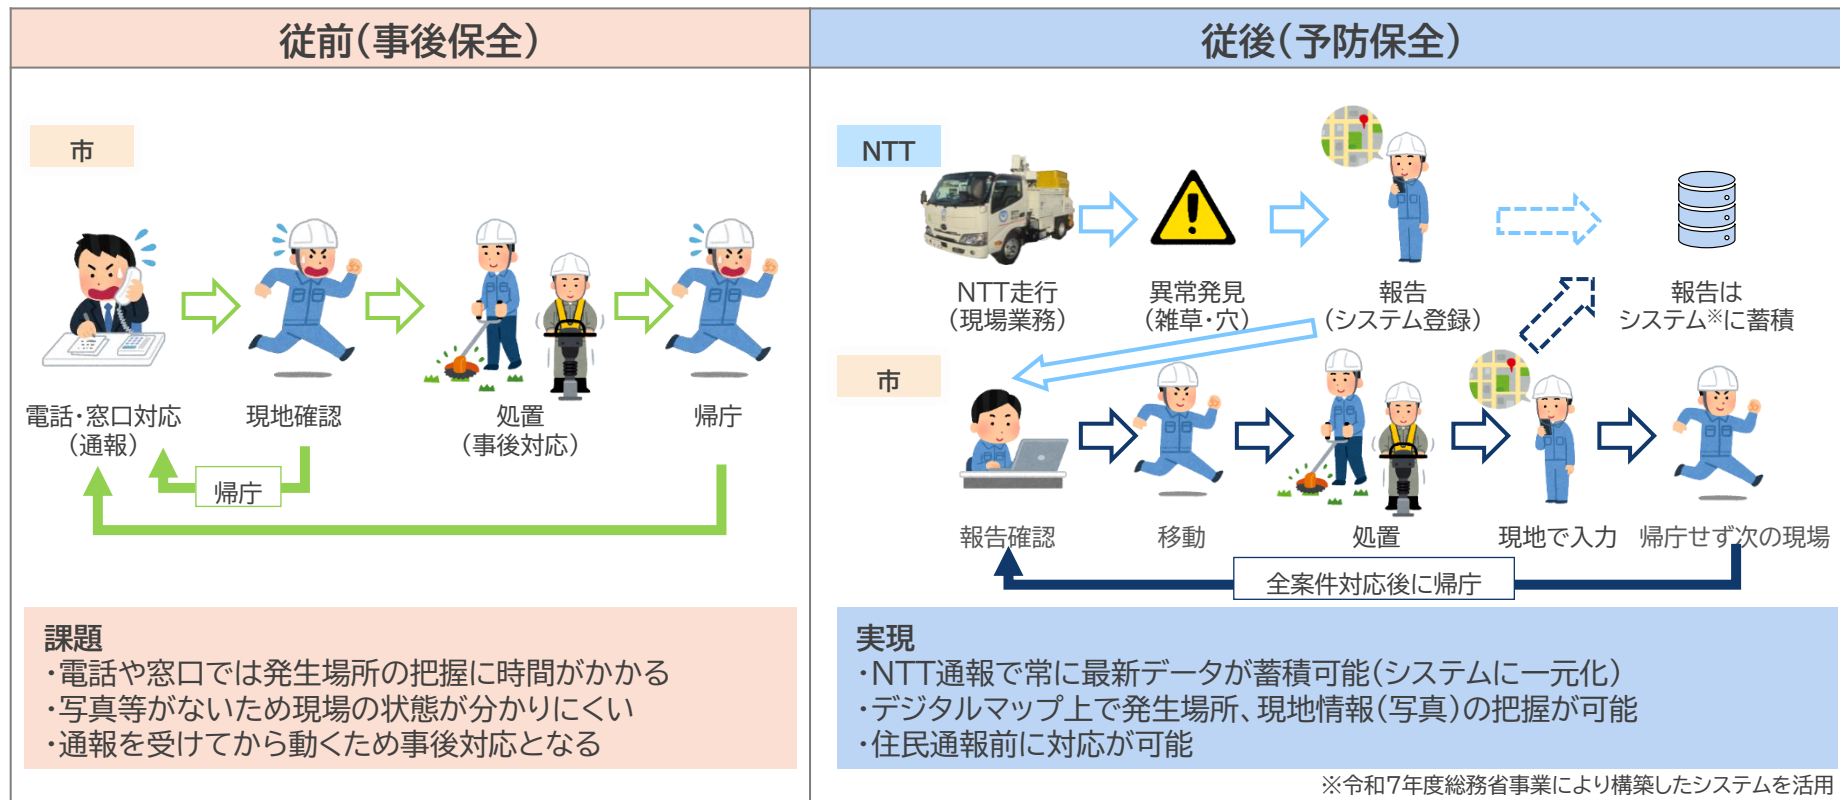 従前(事後保全)
市
電話・窓口対応
(通報)
現地確認
処置
(事後対応)
帰庁
帰庁
課題
・電話や窓口では発生場所の把握に時間がかかる
・写真等がないため現場の状態が分かりにくい
・通報を受けてから動くため事後対応となる
従後(予防保全)
NTT
NTT走行
(現場業務)
異常発見
(雑草・穴)
報告
(システム登録)
報告は
システム※に蓄積
市
報告確認
移動
処置
現地で入力
帰庁せず次の現場
全案件対応後に帰庁
実現
・NTT通報で常に最新データが蓄積可能(システムに一元化)
・デジタルマップ上で発生場所、現地情報(写真)の把握が可能
・住民通報前に対応が可能
※令和7年度総務省事業により構築したシステムを活用